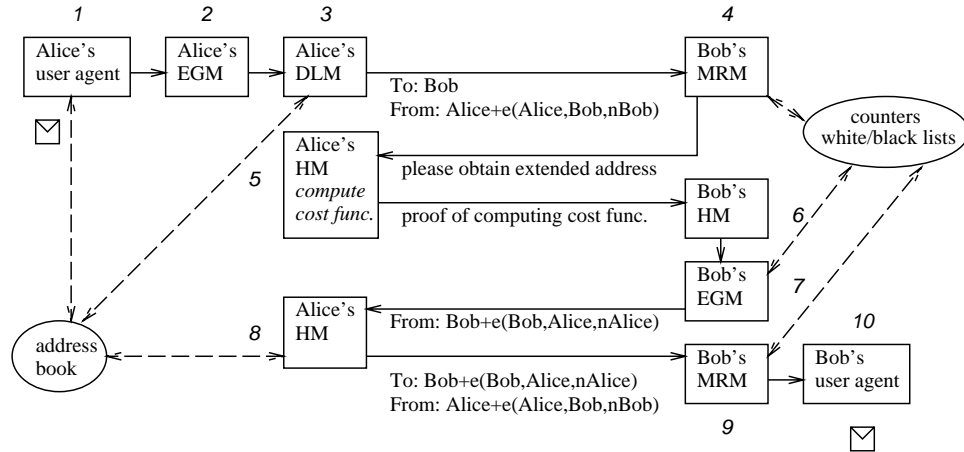 1
2
3
4
Alice's
user agent
Alice's
EGM
Alice's
DLM
Bob's
MRM
To: Bob
From: Alice+e(Alice,Bob,nBob)
counters
white/black lists
Alice's
HM
compute
cost func.
5
please obtain extended address
proof of computing cost func.
Bob's
HM
6
Bob's
EGM
7
Alice's
HM
From: Bob+e(Bob,Alice,nAlice)
8
10
address
book
To: Bob+e(Bob,Alice,nAlice)
From: Alice+e(Alice,Bob,nBob)
Bob's
MRM
Bob's
user agent
9